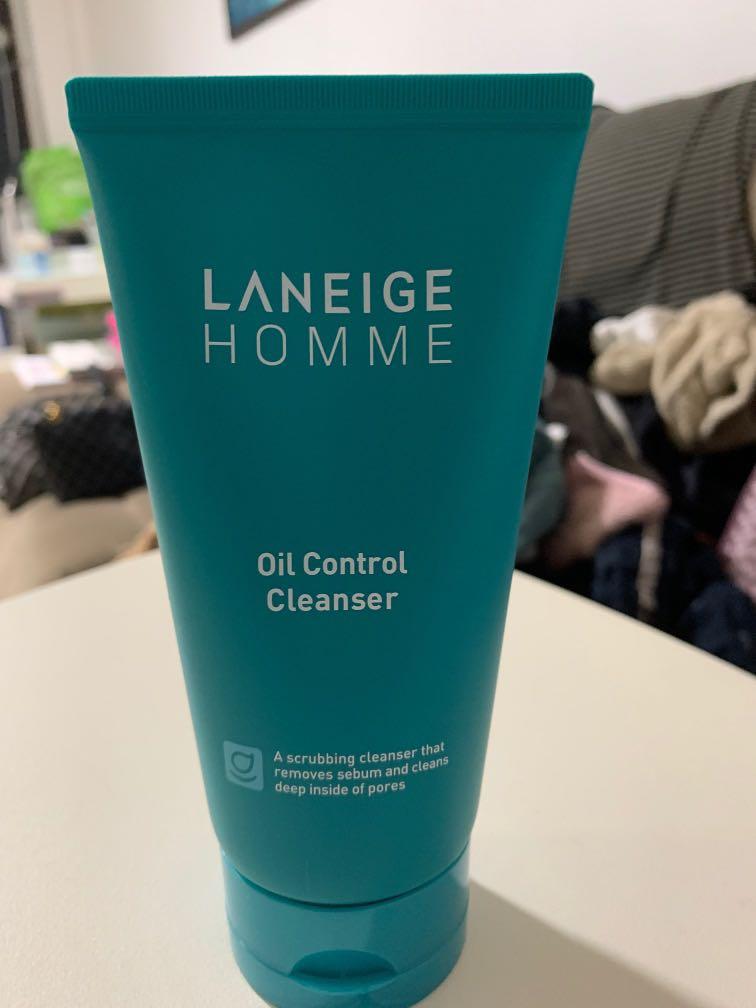 LANEIGE
HOMME
Oil Control
Cleanser
A scrubbing cleanser that
removes sebum and cleans
deep inside of pores